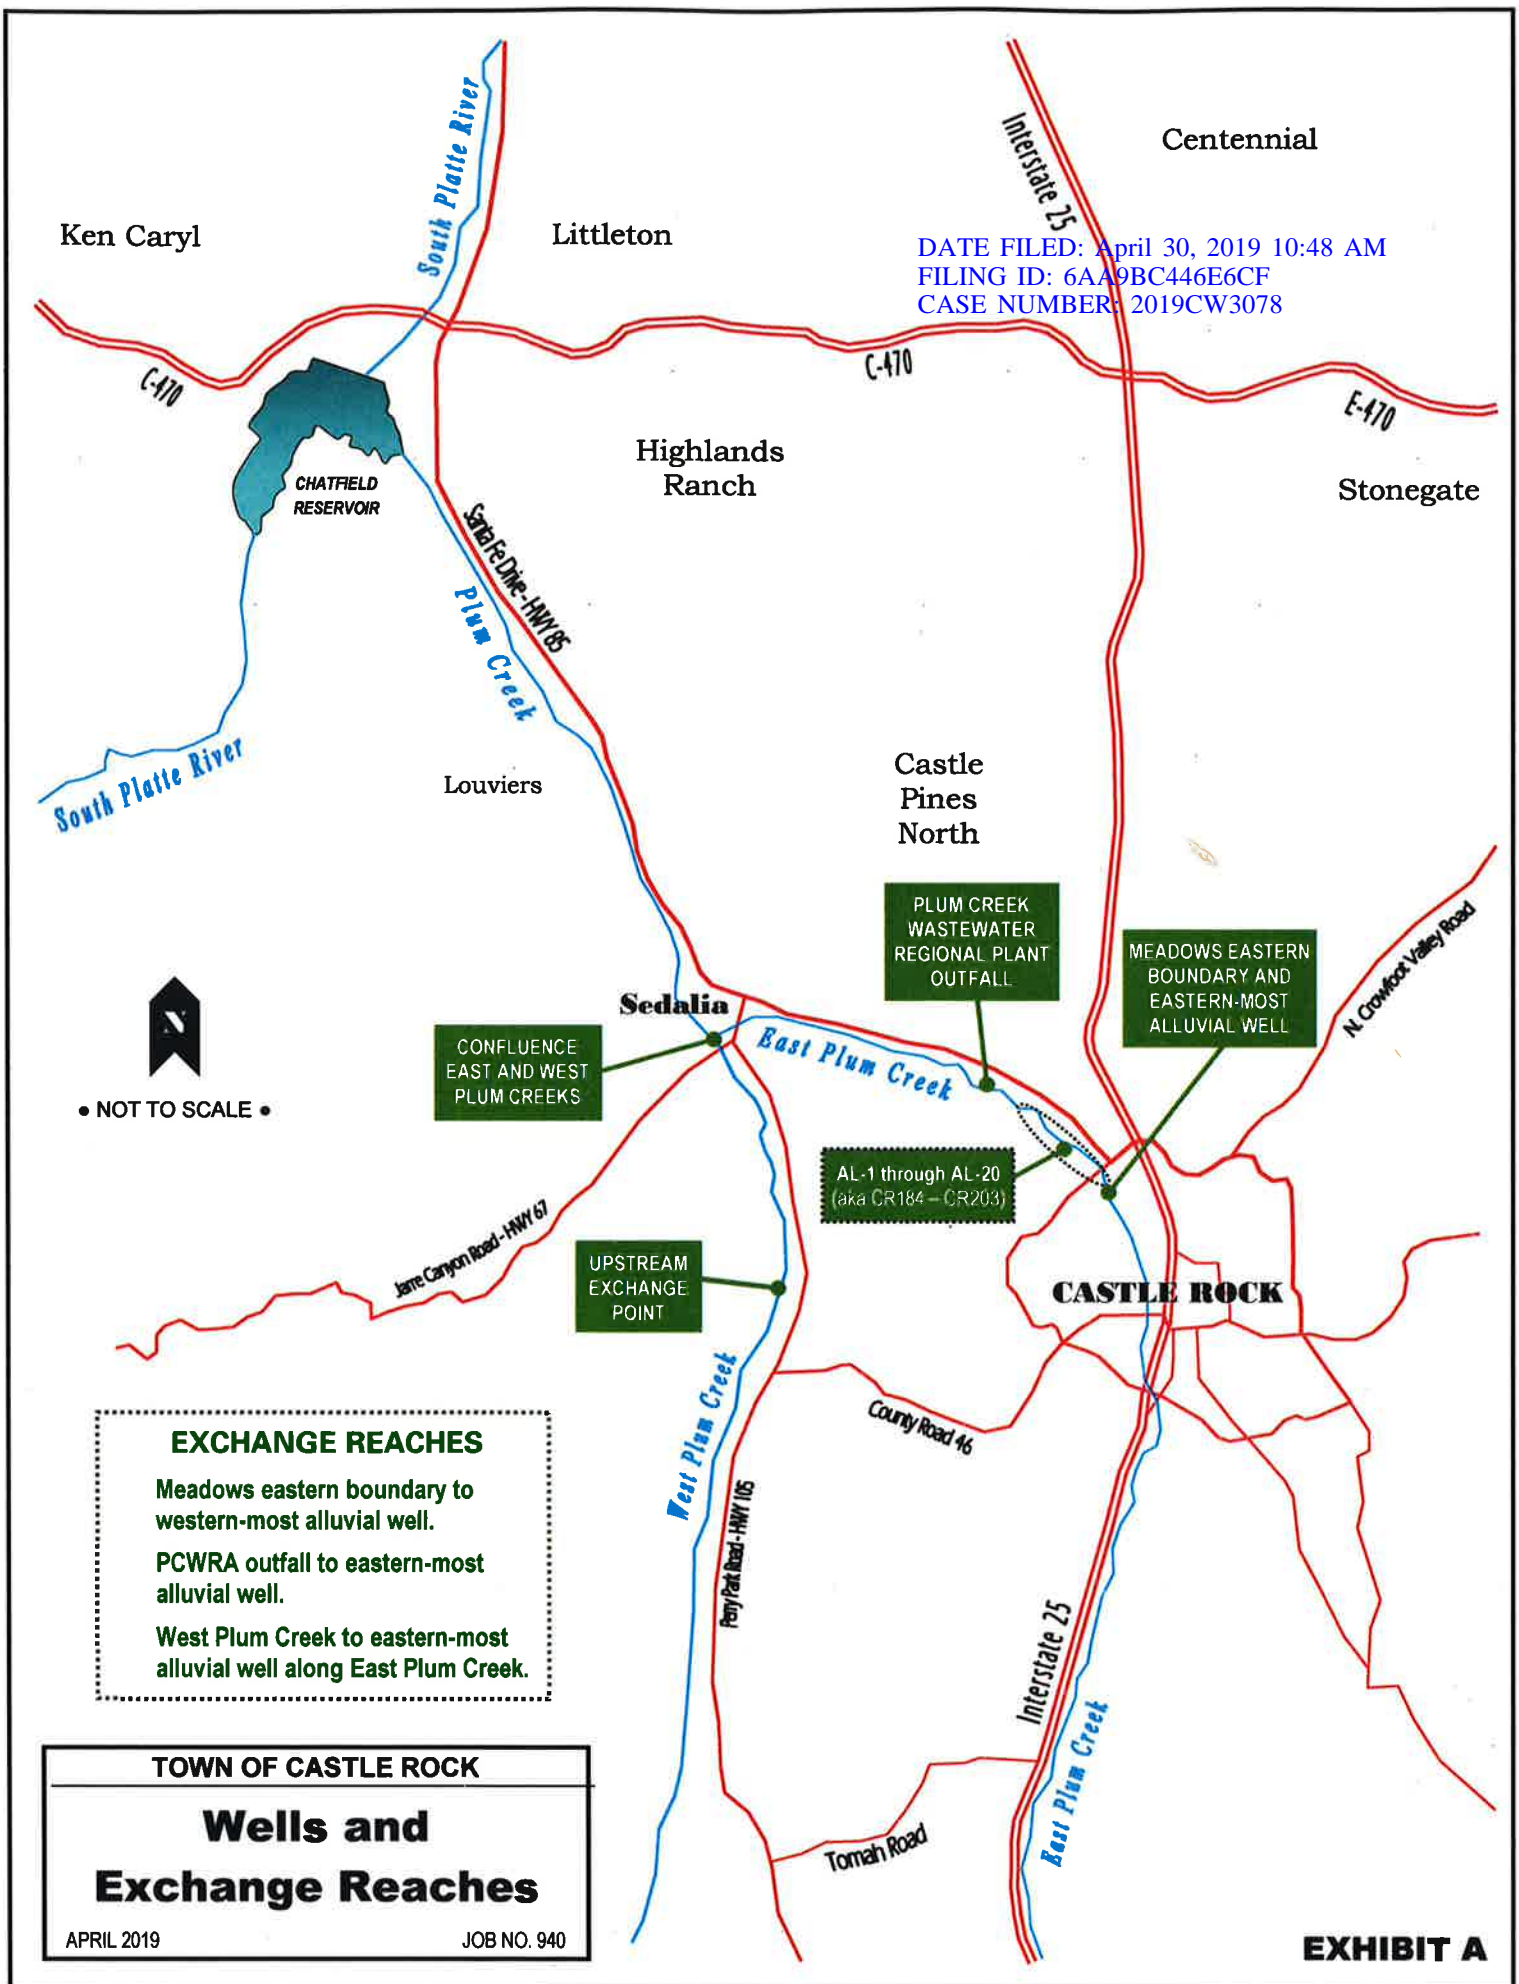 South Platte River
Interstate 25
Centennial
Ken Caryl
Littleton
DATE FILED: April 30, 2019 10:48 AM
FILING ID: 6AA9BC446E6CF
CASE NUMBER: 2019CW3078
C-470
C-470
E-470
Highlands
Ranch
CHATFIELD
RESERVOIR
Stonegate
Santa Fe Drive - HWY 85
Plum Creek
South Platte River
Louviers
Castle
Pines
North
PLUM CREEK
WASTEWATER
REGIONAL PLANT
OUTFALL
MEADOWS EASTERN
BOUNDARY AND
EASTERN-MOST
ALLUVIAL WELL
N. Crowfoot Valley Road
N
Sedalia
CONFLUENCE
EAST AND WEST
PLUM CREEKS
East Plum Creek
• NOT TO SCALE •
AL-1 through AL-20
(aka CR184 – CR203)
Jarre Canyon Road - HWY 67
UPSTREAM
EXCHANGE
POINT
CASTLE ROCK
West Plum Creek
County Road 46
Perry Park Road - HWY 105
EXCHANGE REACHES
Meadows eastern boundary to
western-most alluvial well.
PCWRA outfall to eastern-most
alluvial well.
West Plum Creek to eastern-most
alluvial well along East Plum Creek.
Interstate 25
East Plum Creek
Tomah Road
TOWN OF CASTLE ROCK
Wells and
Exchange Reaches
APRIL 2019
JOB NO. 940
EXHIBIT A